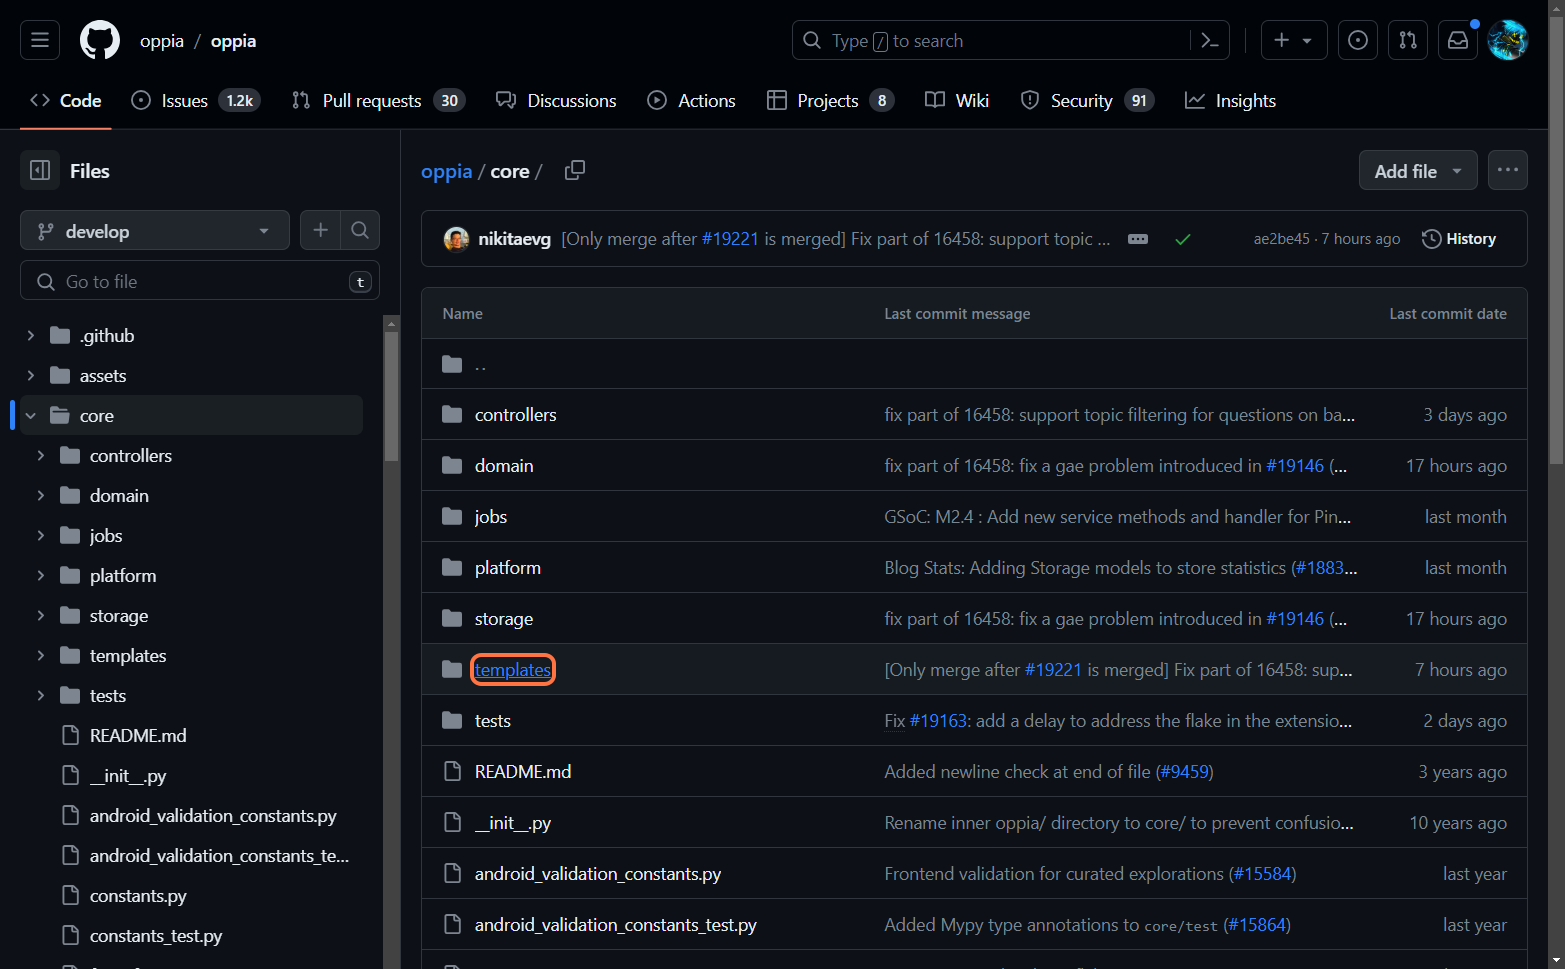 oppia / oppia
Type / to search
Code
Issues 1.2k
Pull requests 30
Discussions
Actions
Projects 8
Wiki
Security 91
Insights
Files
develop
Go to file t
.github
assets
core
controllers
domain
jobs
platform
storage
templates
tests
README.md
__init__.py
android_validation_constants.py
android_validation_constants_te...
constants.py
constants_test.py
oppia / core /
Add file
nikitaevg [Only merge after #19221 is merged] Fix part of 16458: support topic ...
ae2be45 · 7 hours ago
History
Name Last commit message Last commit date
..
controllers fix part of 16458: support topic filtering for questions on ba... 3 days ago
domain fix part of 16458: fix a gae problem introduced in #19146 (... 17 hours ago
jobs GSoC: M2.4 : Add new service methods and handler for Pin... last month
platform Blog Stats: Adding Storage models to store statistics (#1883... last month
storage fix part of 16458: fix a gae problem introduced in #19146 (... 17 hours ago
templates [Only merge after #19221 is merged] Fix part of 16458: sup... 7 hours ago
tests Fix #19163: add a delay to address the flake in the extensio... 2 days ago
README.md Added newline check at end of file (#9459) 3 years ago
__init__.py Rename inner oppia/ directory to core/ to prevent confusio... 10 years ago
android_validation_constants.py Frontend validation for curated explorations (#15584) last year
android_validation_constants_test.py Added Mypy type annotations to core/test (#15864) last year